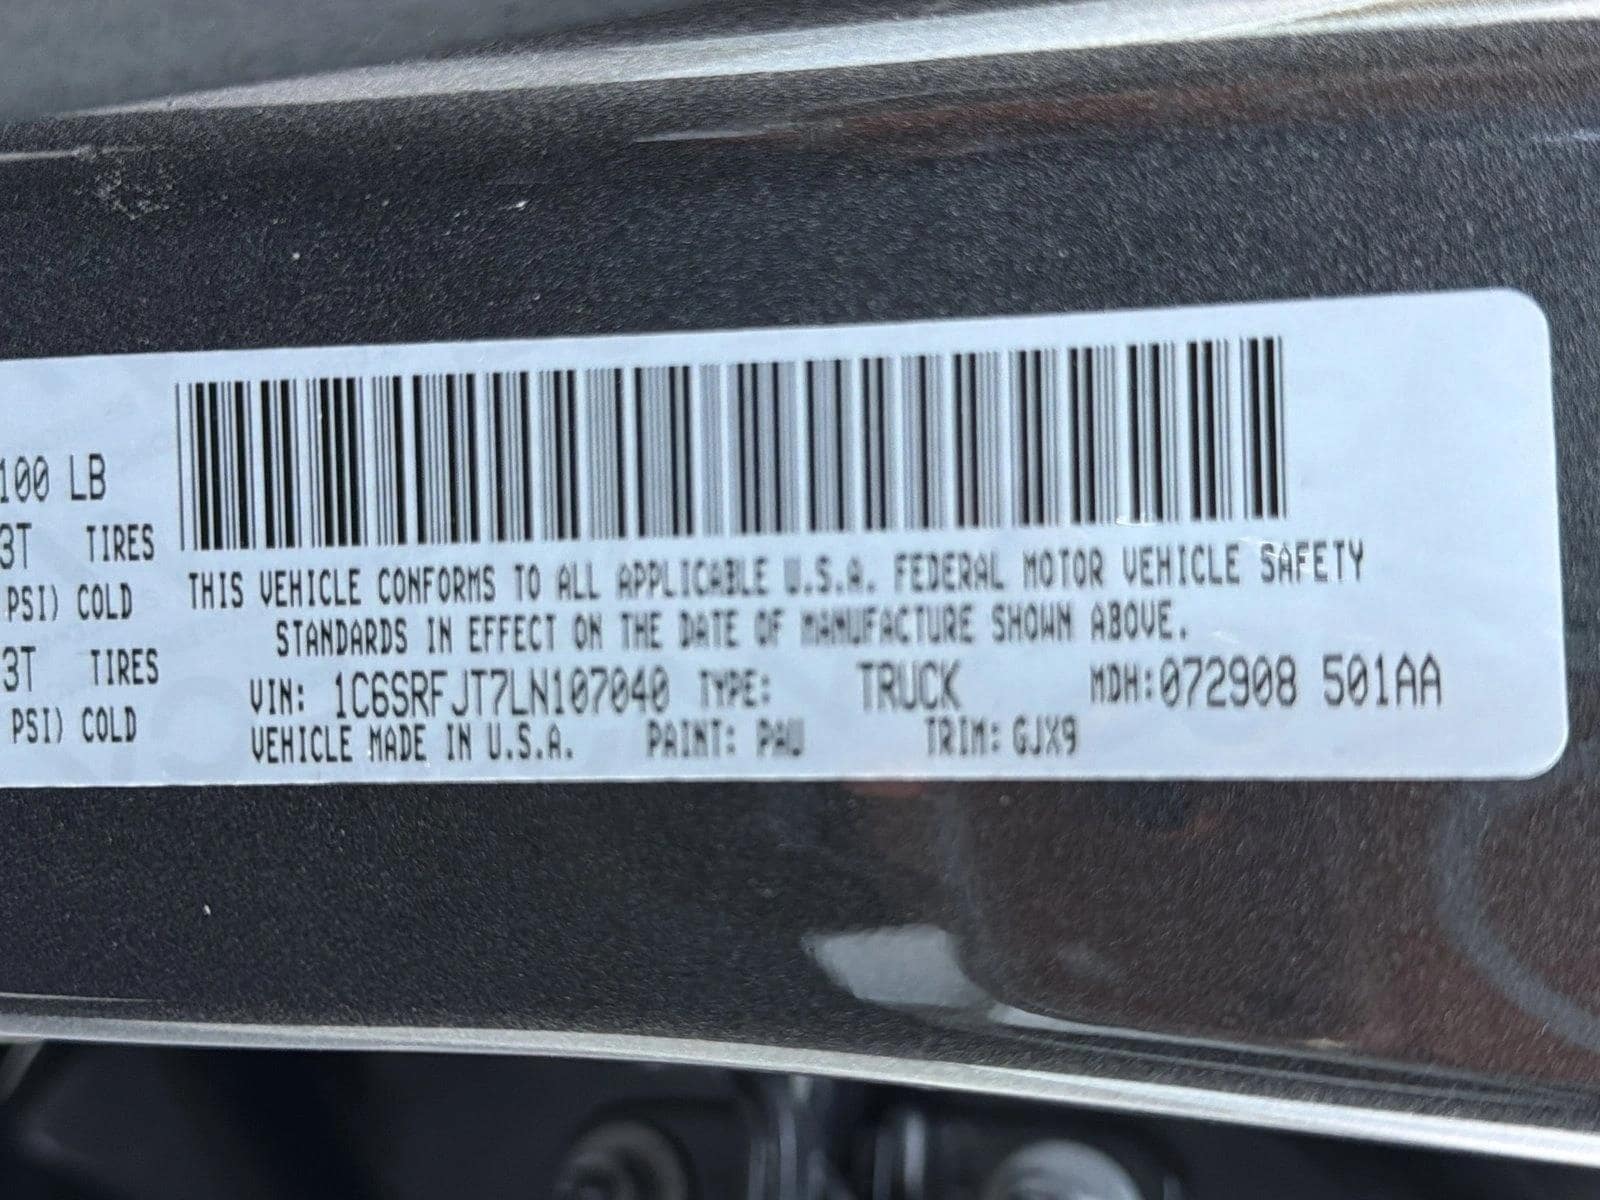 100 LB
3T TIRES
PSI) COLD
3T TIRES
PSI) COLD
THIS VEHICLE CONFORMS TO ALL APPLICABLE U.S.A. FEDERAL MOTOR VEHICLE SAFETY
STANDARDS IN EFFECT ON THE DATE OF MANUFACTURE SHOWN ABOVE.
VIN: 1C6SRFJT7LN107040 TYPE: TRUCK MDH:072908 501AA
VEHICLE MADE IN U.S.A. PAINT: PAU TRIM: GJX9